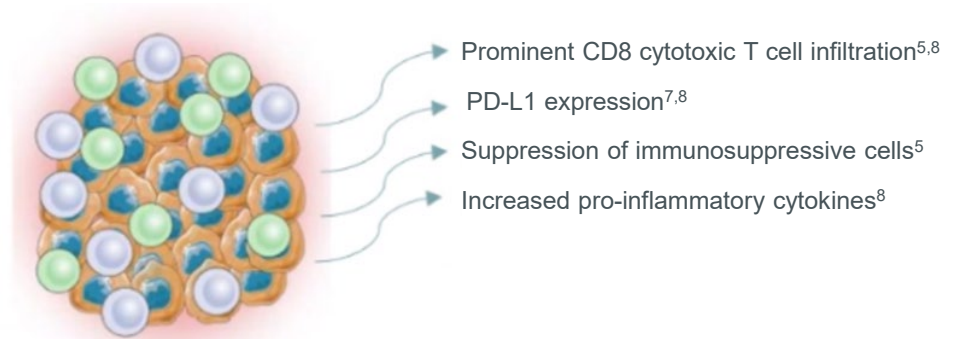 Prominent CD8 cytotoxic T cell infiltration⁵,⁸
PD-L1 expression⁷,⁸
Suppression of immunosuppressive cells⁵
Increased pro-inflammatory cytokines⁸